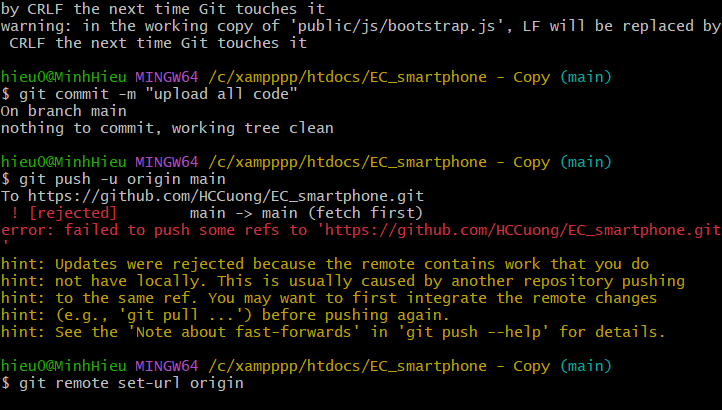 by CRLF the next time Git touches it
warning: in the working copy of 'public/js/bootstrap.js', LF will be replaced by
 CRLF the next time Git touches it
hieu0@MinhHieu MINGW64 /c/xampppp/htdocs/EC_smartphone - Copy (main)
$ git commit -m "upload all code"
On branch main
nothing to commit, working tree clean
hieu0@MinhHieu MINGW64 /c/xampppp/htdocs/EC_smartphone - Copy (main)
$ git push -u origin main
To https://github.com/HCCuong/EC_smartphone.git
 ! [rejected]        main -> main (fetch first)
error: failed to push some refs to 'https://github.com/HCCuong/EC_smartphone.git
'
hint: Updates were rejected because the remote contains work that you do
hint: not have locally. This is usually caused by another repository pushing
hint: to the same ref. You may want to first integrate the remote changes
hint: (e.g., 'git pull ...') before pushing again.
hint: See the 'Note about fast-forwards' in 'git push --help' for details.
hieu0@MinhHieu MINGW64 /c/xampppp/htdocs/EC_smartphone - Copy (main)
$ git remote set-url origin